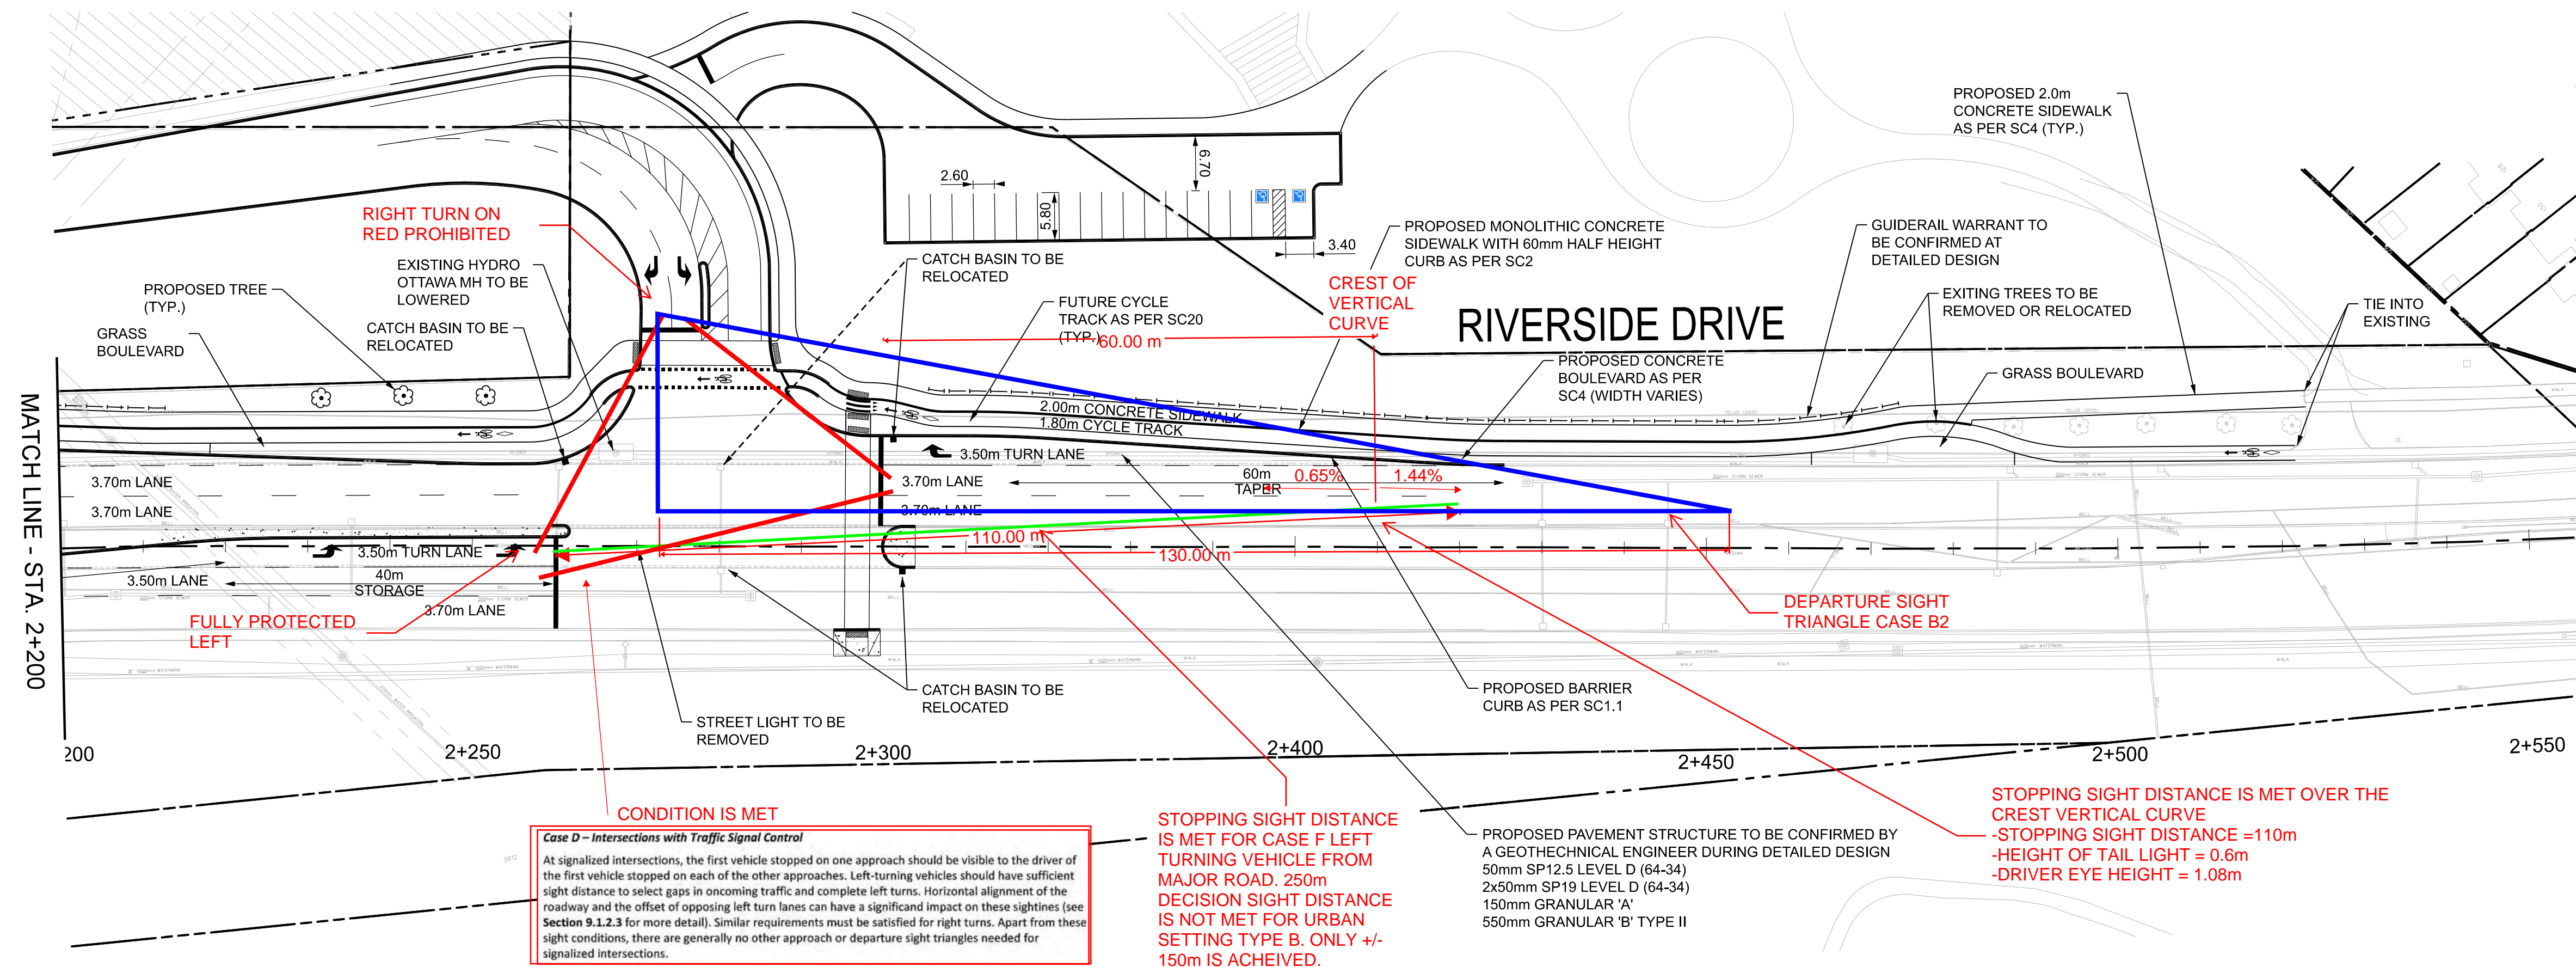 PROPOSED 2.0m
CONCRETE SIDEWALK
AS PER SC4 (TYP.)
2.60
6.70
5.80
3.40
RIGHT TURN ON
RED PROHIBITED
EXISTING HYDRO
OTTAWA MH TO BE
LOWERED
PROPOSED TREE
(TYP.)
GRASS
BOULEVARD
CATCH BASIN TO BE
RELOCATED
CATCH BASIN TO BE
RELOCATED
FUTURE CYCLE
TRACK AS PER SC20
(TYP.)
60.00 m
PROPOSED MONOLITHIC CONCRETE
SIDEWALK WITH 60mm HALF HEIGHT
CURB AS PER SC2
CREST OF
VERTICAL
CURVE
RIVERSIDE DRIVE
GUIDERAIL WARRANT TO
BE CONFIRMED AT
DETAILED DESIGN
EXITING TREES TO BE
REMOVED OR RELOCATED
TIE INTO
EXISTING
PROPOSED CONCRETE
BOULEVARD AS PER
SC4 (WIDTH VARIES)
GRASS BOULEVARD
MATCH LINE - STA. 2+200
2.00m CONCRETE SIDEWALK
1.80m CYCLE TRACK
3.50m TURN LANE
3.70m LANE
3.70m LANE
3.70m LANE
3.70m LANE
60m
TAPER
0.65%
1.44%
3.50m TURN LANE
3.50m LANE
40m
STORAGE
3.70m LANE
110.00 m
130.00 m
FULLY PROTECTED
LEFT
DEPARTURE SIGHT
TRIANGLE CASE B2
300mm STORM SEWER
300mm STORM SEWER
HYDRO
WALK
BELL
STREET LIGHT TO BE
REMOVED
CATCH BASIN TO BE
RELOCATED
PROPOSED BARRIER
CURB AS PER SC1.1
200
2+250
2+300
2+400
2+450
2+500
2+550
CONDITION IS MET
Case D – Intersections with Traffic Signal Control
At signalized intersections, the first vehicle stopped on one approach should be visible to the driver of
the first vehicle stopped on each of the other approaches. Left-turning vehicles should have sufficient
sight distance to select gaps in oncoming traffic and complete left turns. Horizontal alignment of the
roadway and the offset of opposing left turn lanes can have a significand impact on these sightines (see
Section 9.1.2.3 for more detail). Similar requirements must be satisfied for right turns. Apart from these
sight conditions, there are generally no other approach or departure sight triangles needed for
signalized intersections.
STOPPING SIGHT DISTANCE
IS MET FOR CASE F LEFT
TURNING VEHICLE FROM
MAJOR ROAD. 250m
DECISION SIGHT DISTANCE
IS NOT MET FOR URBAN
SETTING TYPE B. ONLY +/-
150m IS ACHEIVED.
PROPOSED PAVEMENT STRUCTURE TO BE CONFIRMED BY
A GEOTECHNICAL ENGINEER DURING DETAILED DESIGN
50mm SP12.5 LEVEL D (64-34)
2x50mm SP19 LEVEL D (64-34)
150mm GRANULAR 'A'
550mm GRANULAR 'B' TYPE II
STOPPING SIGHT DISTANCE IS MET OVER THE
CREST VERTICAL CURVE
-STOPPING SIGHT DISTANCE =110m
-HEIGHT OF TAIL LIGHT = 0.6m
-DRIVER EYE HEIGHT = 1.08m